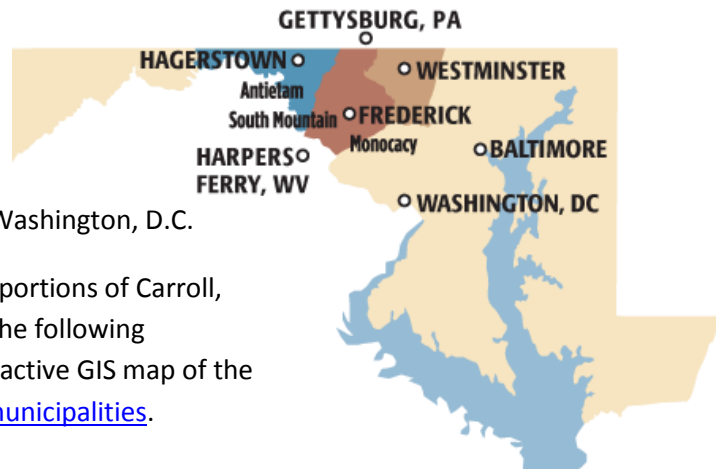 GETTYSBURG, PA
HAGERSTOWN
WESTMINSTER
Antietam
South Mountain
FREDERICK
Monocacy
HARPERS
FERRY, WV
BALTIMORE
WASHINGTON, DC
Washington, D.C.
portions of Carroll,
he following
active GIS map of the
nunicipalities.